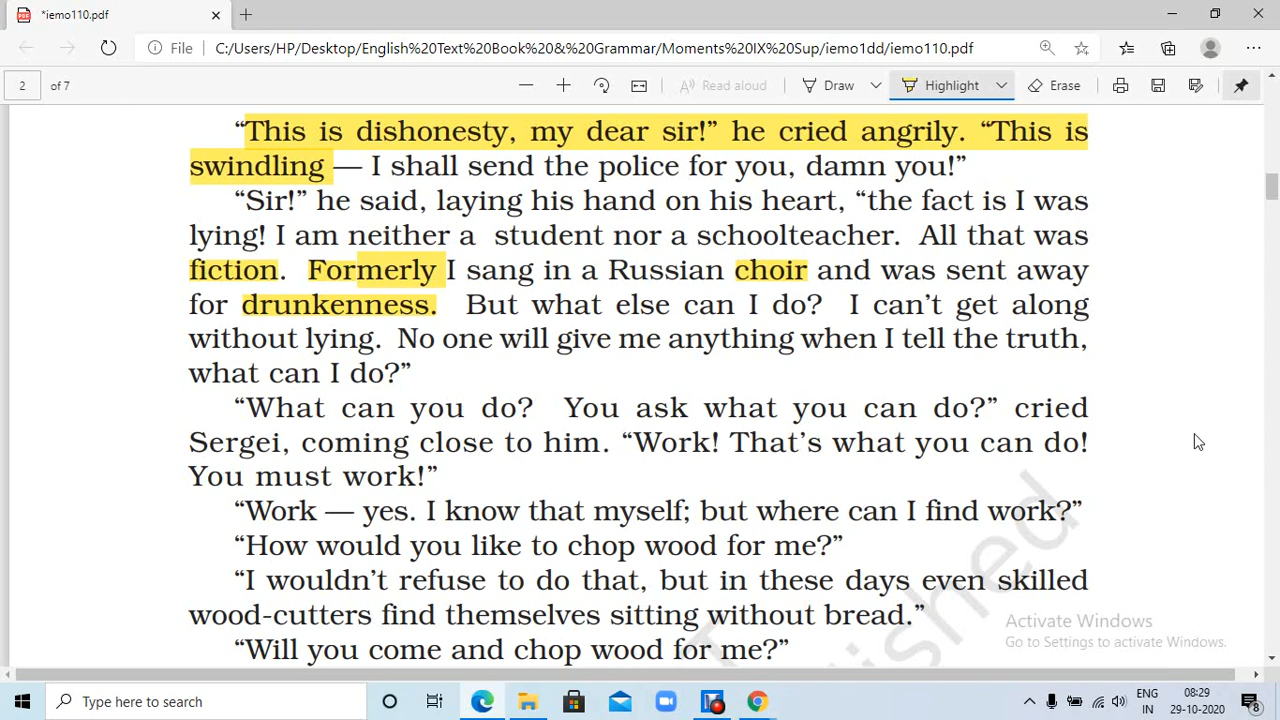 *iemo110.pdf
File C:/Users/HP/Desktop/English%20Text%20Book%20&%20Grammar/Moments%20IX%20Sup/iemo1dd/iemo110.pdf
2 of 7 Read aloud Draw Highlight Erase
“This is dishonesty, my dear sir!” he cried angrily. “This is
swindling — I shall send the police for you, damn you!”
“Sir!” he said, laying his hand on his heart, “the fact is I was
lying! I am neither a student nor a schoolteacher. All that was
fiction. Formerly I sang in a Russian choir and was sent away
for drunkenness. But what else can I do? I can’t get along
without lying. No one will give me anything when I tell the truth,
what can I do?”
“What can you do? You ask what you can do?” cried
Sergei, coming close to him. “Work! That’s what you can do!
You must work!”
“Work — yes. I know that myself; but where can I find work?”
“How would you like to chop wood for me?”
“I wouldn’t refuse to do that, but in these days even skilled
wood-cutters find themselves sitting without bread.”
“Will you come and chop wood for me?”
Activate Windows
Go to Settings to activate Windows.
Type here to search
ENG 08:29
IN 29-10-2020 8